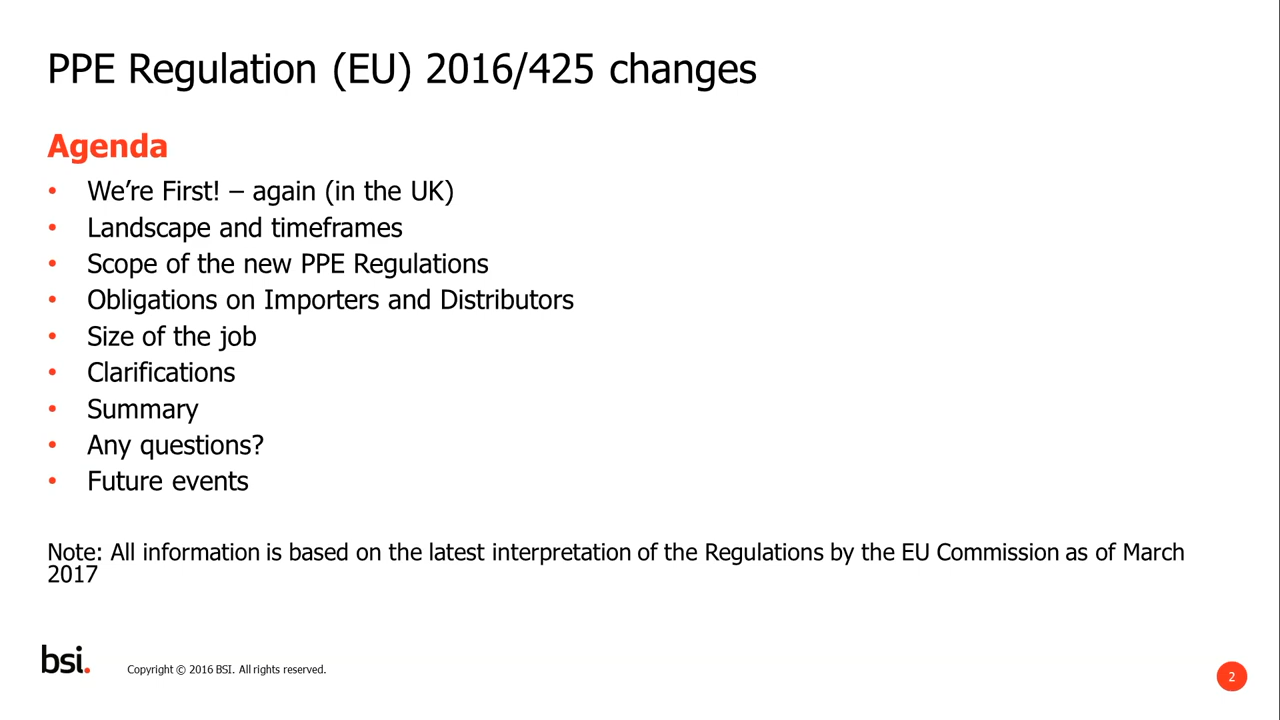 PPE Regulation (EU) 2016/425 changes
Agenda
• We’re First! – again (in the UK)
• Landscape and timeframes
• Scope of the new PPE Regulations
• Obligations on Importers and Distributors
• Size of the job
• Clarifications
• Summary
• Any questions?
• Future events
Note: All information is based on the latest interpretation of the Regulations by the EU Commission as of March
2017
bsi.
Copyright © 2016 BSI. All rights reserved.
2